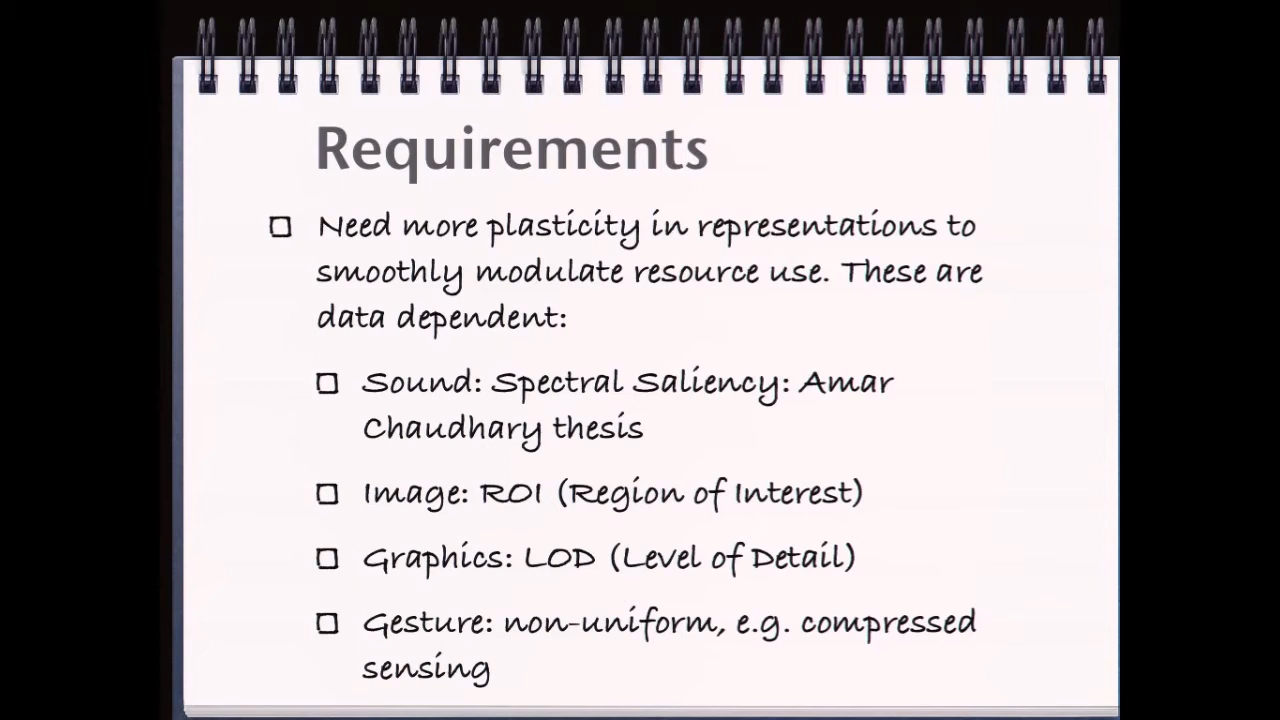 Requirements
Need more plasticity in representations to
smoothly modulate resource use. These are
data dependent:
Sound: Spectral Saliency: Amar
Chaudhary thesis
Image: ROI (Region of Interest)
Graphics: LOD (Level of Detail)
Gesture: non-uniform, e.g. compressed
sensing